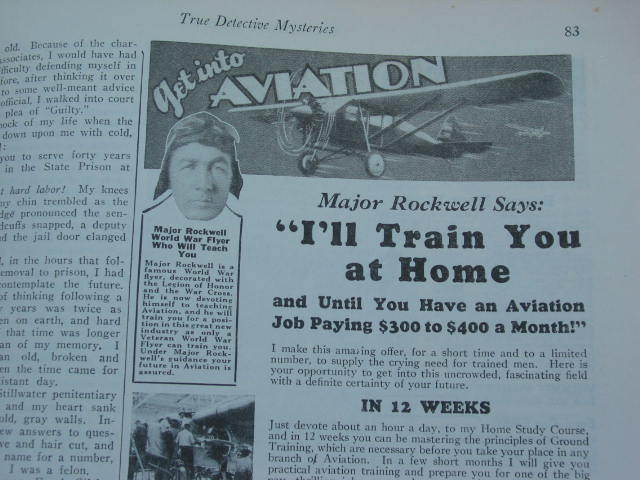 True Detective Mysteries
83
old. Because of the char-
associates, I would have had
difficulty defending myself in
fore, after thinking it over
to some well-meant advice
official, I walked into court
plea of "Guilty."
hock of my life when the
down upon me with cold,
:
you to serve forty years
in the State Prison at
at hard labor! My knees
my chin trembled as the
dge pronounced the sen-
dcuffs snapped, a deputy
nd the jail door clanged
l, in the hours that fol-
emoval to prison, I had
contemplate the future.
of thinking following a
years was twice as
en on earth, and hard
that time was longer
an of my memory. I
an old, broken and
en the time came for
istant day.
Stillwater penitentiary
and my heart sank
old, gray walls. In-
ew answers to ques-
ve and hair cut, and
name for a number,
I was a felon.
Get into
AVIATION
Major Rockwell
World War Flyer
Who Will Teach
You
Major Rockwell is a
famous World War
flyer, decorated with
the Legion of Honor
and the War Cross.
He is now devoting
himself to teaching
Aviation, and he will
train you for a posi-
tion in this great new
industry as only a
Veteran World War
Flyer can train you.
Under Major Rock-
well's guidance your
future in Aviation is
assured.
Major Rockwell Says:
"I'll Train You
at Home
and Until You Have an Aviation
Job Paying $300 to $400 a Month!"
I make this amazing offer, for a short time and to a limited
number, to supply the crying need for trained men. Here is
your opportunity to get into this uncrowded, fascinating field
with a definite certainty of your future.
IN 12 WEEKS
Just devote about an hour a day, to my Home Study Course,
and in 12 weeks you can be mastering the principles of Ground
Training, which are necessary before you take your place in any
branch of Aviation. In a few short months I will give you
practical aviation training and prepare you for one of the big